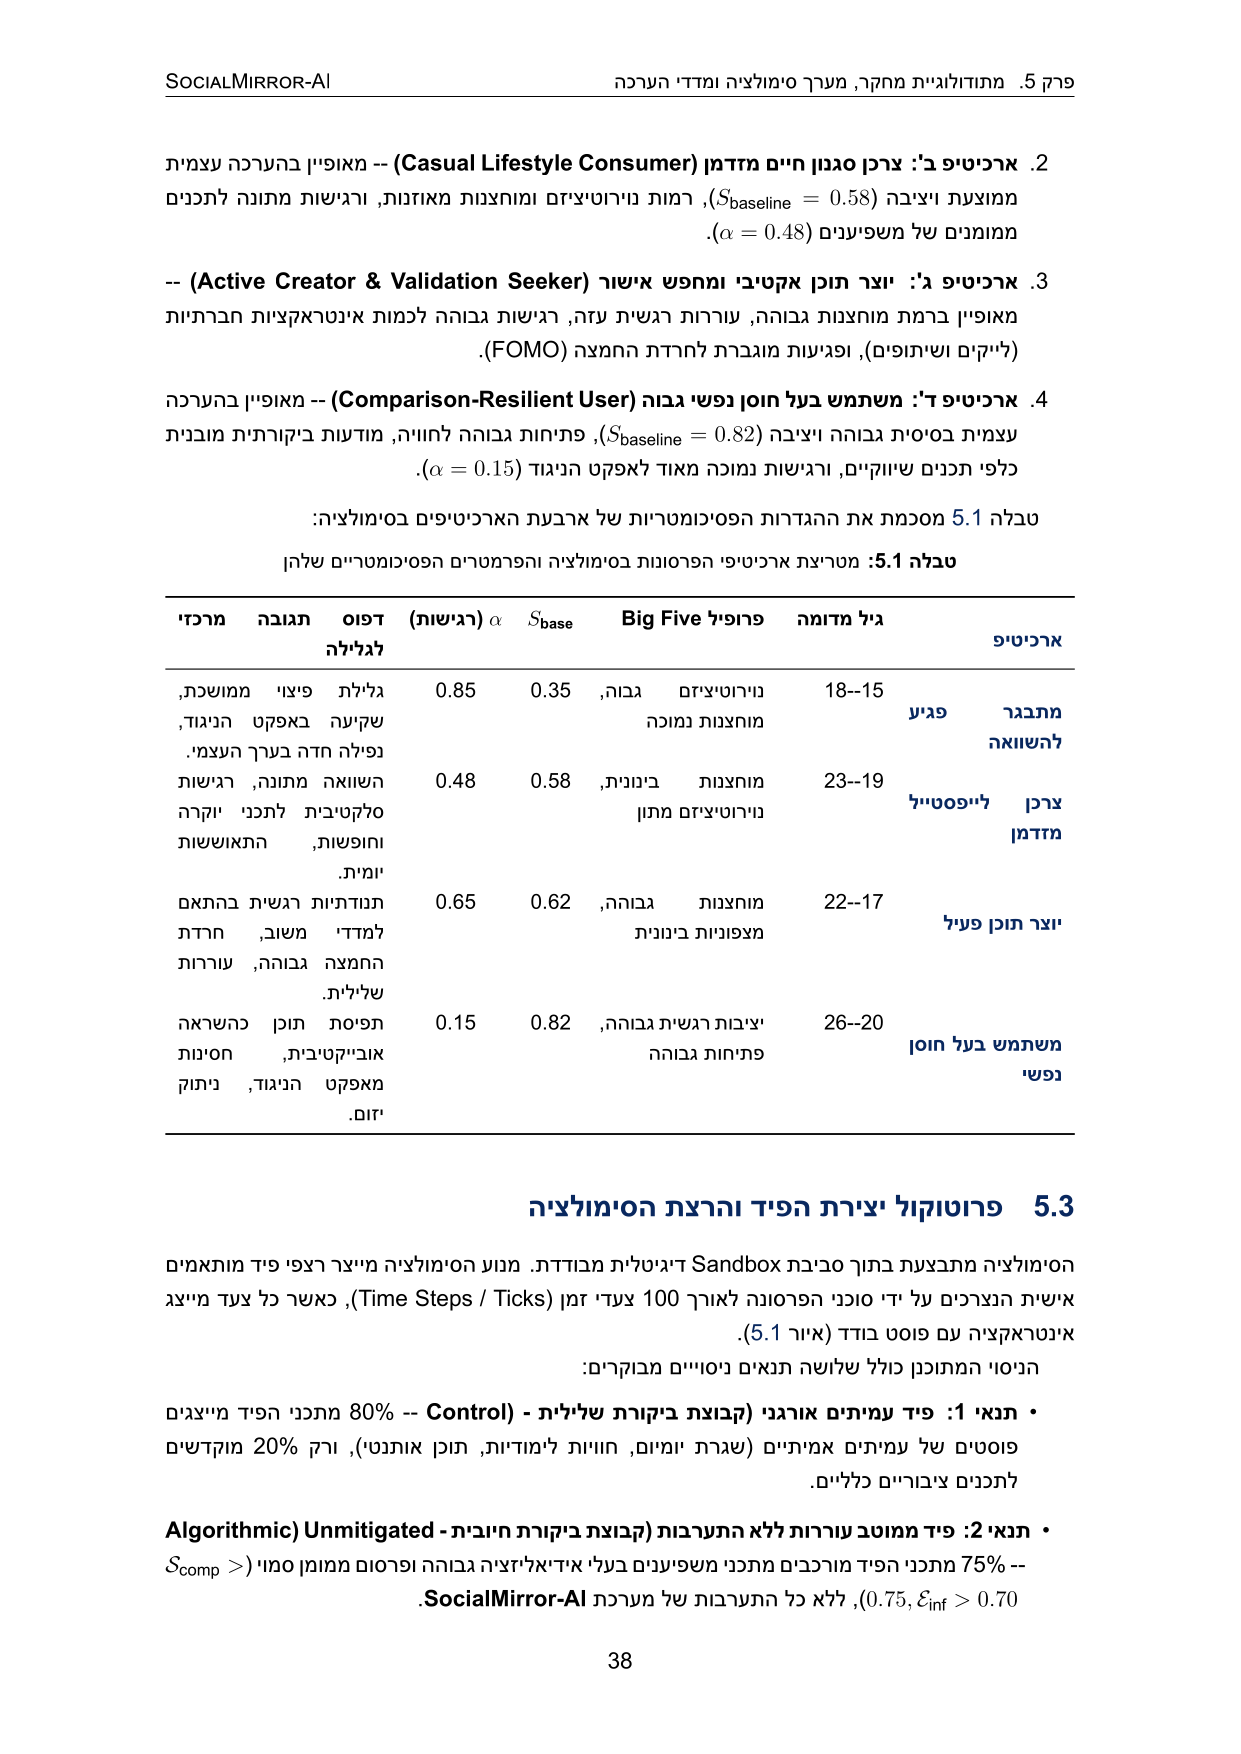 פרק 5. מתודולוגיית מחקר, מערך סימולציה ומדדי הערכה SOCIALMIRROR-AI
2. ארכיטיפ ב': צרכן סגנון חיים מזדמן (Casual Lifestyle Consumer) -- מאופיין בהערכה עצמית
ממוצעת ויציבה (S_baseline = 0.58), רמות נוירוטיציזם ומוחצנות מאוזנות, ורגישות מתונה לתכנים
ממומנים של משפיענים (α = 0.48).
3. ארכיטיפ ג': יוצר תוכן אקטיבי ומחפש אישור (Active Creator & Validation Seeker) --
מאופיין ברמת מוחצנות גבוהה, עוררות רגשית עזה, רגישות גבוהה לכמות אינטראקציות חברתיות
(לייקים ושיתופים), ופגיעות מוגברת לחרדת החמצה (FOMO).
4. ארכיטיפ ד': משתמש בעל חוסן נפשי גבוה (Comparison-Resilient User) -- מאופיין בהערכה
עצמית בסיסית גבוהה ויציבה (S_baseline = 0.82), פתיחות גבוהה לחוויה, מודעות ביקורתית מובנית
כלפי תכנים שיווקיים, ורגישות נמוכה מאוד לאפקט הניגוד (α = 0.15).
טבלה 5.1 מסכמת את ההגדרות הפסיכומטריות של ארבעת הארכיטיפים בסימולציה:
טבלה 5.1: מטריצת ארכיטיפי הפרסונות בסימולציה והפרמטרים הפסיכומטריים שלהן
ארכיטיפ
גיל מדומה
פרופיל Big Five
S_base
α (רגישות)
דפוס תגובה מרכזי
לגלילה
מתבגר פגיע
להשוואה
18--15
נוירוטיציזם גבוה,
מוחצנות נמוכה
0.35
0.85
גלילת פיצוי ממושכת,
שקיעה באפקט הניגוד,
נפילה חדה בערך העצמי.
צרכן לייפסטייל
מזדמן
23--19
מוחצנות בינונית,
נוירוטיציזם מתון
0.58
0.48
השוואה מתונה, רגישות
סלקטיבית לתכני יוקרה
וחופשות, התאוששות
יומית.
יוצר תוכן פעיל
22--17
מוחצנות גבוהה,
מצפוניות בינונית
0.62
0.65
תנודתיות רגשית בהתאם
למדדי משוב, חרדת
החמצה גבוהה, עוררות
שלילית.
משתמש בעל חוסן
נפשי
26--20
יציבות רגשית גבוהה,
פתיחות גבוהה
0.82
0.15
תפיסת תוכן כהשראה
אובייקטיבית, חסינות
מאפקט הניגוד, ניתוק
יזום.
5.3 פרוטוקול יצירת הפיד והרצת הסימולציה
הסימולציה מתבצעת בתוך סביבת Sandbox דיגיטלית מבודדת. מנוע הסימולציה מייצר רצפי פיד מותאמים
אישית הנצרכים על ידי סוכני הפרסונה לאורך 100 צעדי זמן (Time Steps / Ticks), כאשר כל צעד מייצג
אינטראקציה עם פוסט בודד (איור 5.1).
הניסוי המתוכנן כולל שלושה תנאים ניסוייים מבוקרים:
• תנאי 1: פיד עמיתים אורגני (קבוצת ביקורת שלילית - Control) -- 80% מתכני הפיד מייצגים
פוסטים של עמיתים אמיתיים (שגרת יומיום, חוויות לימודיות, תוכן אותנטי), ורק 20% מוקדשים
לתכנים ציבוריים כלליים.
• תנאי 2: פיד ממוטב עוררות ללא התערבות (קבוצת ביקורת חיובית - Algorithmic) Unmitigated
-- 75% מתכני הפיד מורכבים מתכני משפיענים בעלי אידיאליזציה גבוהה ופרסום ממומן סמוי (S_comp >
0.75, E_inf > 0.70), ללא כל התערבות של מערכת SocialMirror-AI.
38